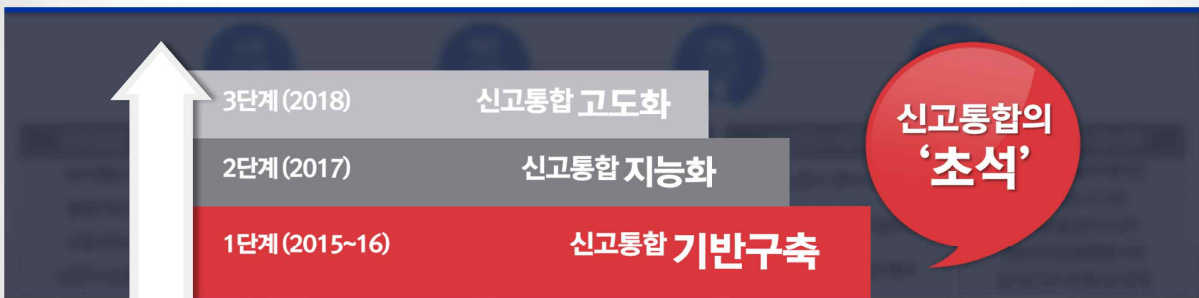 3단계(2018) 신고통합 고도화
2단계(2017) 신고통합 지능화
1단계(2015~16) 신고통합 기반구축
신고통합의
‘초석’